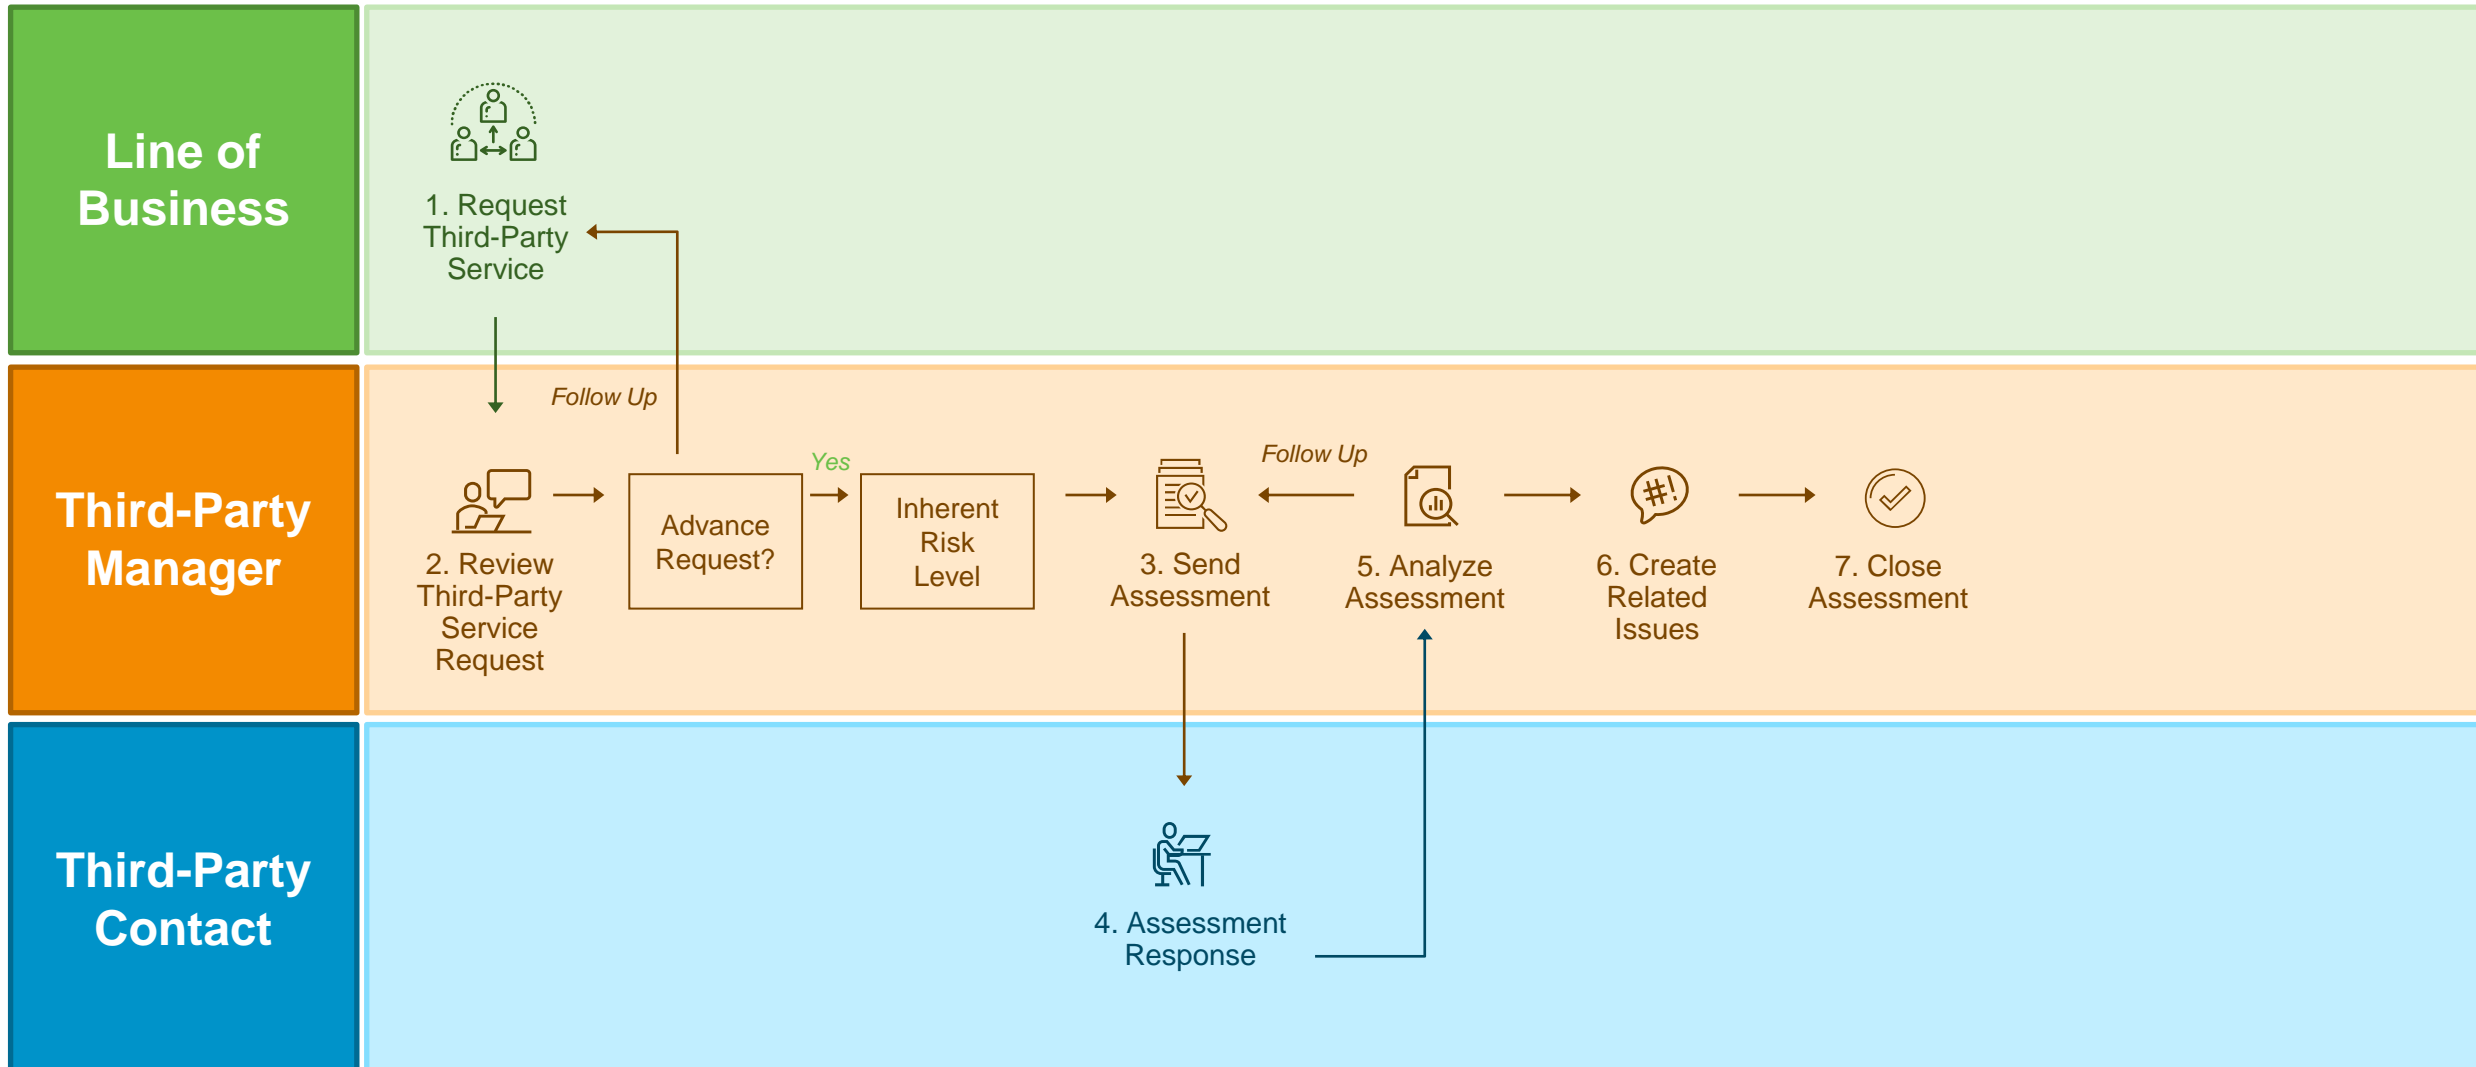 Line of
Business
1. Request
Third-Party
Service
Third-Party
Manager
Follow Up
2. Review
Third-Party
Service
Request
Advance
Request?
Yes
Inherent
Risk
Level
3. Send
Assessment
Follow Up
5. Analyze
Assessment
#!
6. Create
Related
Issues
7. Close
Assessment
Third-Party
Contact
4. Assessment
Response